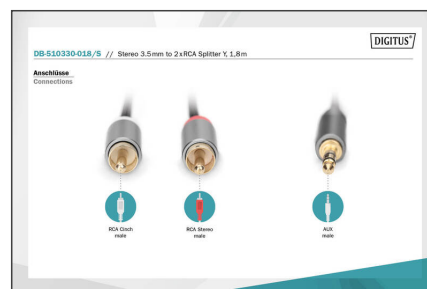 DIGITUS®
DB-510330-018/S // Stereo 3.5mm to 2xRCA Splitter Y, 1,8m
Anschlüsse
Connections
RCA Cinch
male
RCA Stereo
male
AUX
male